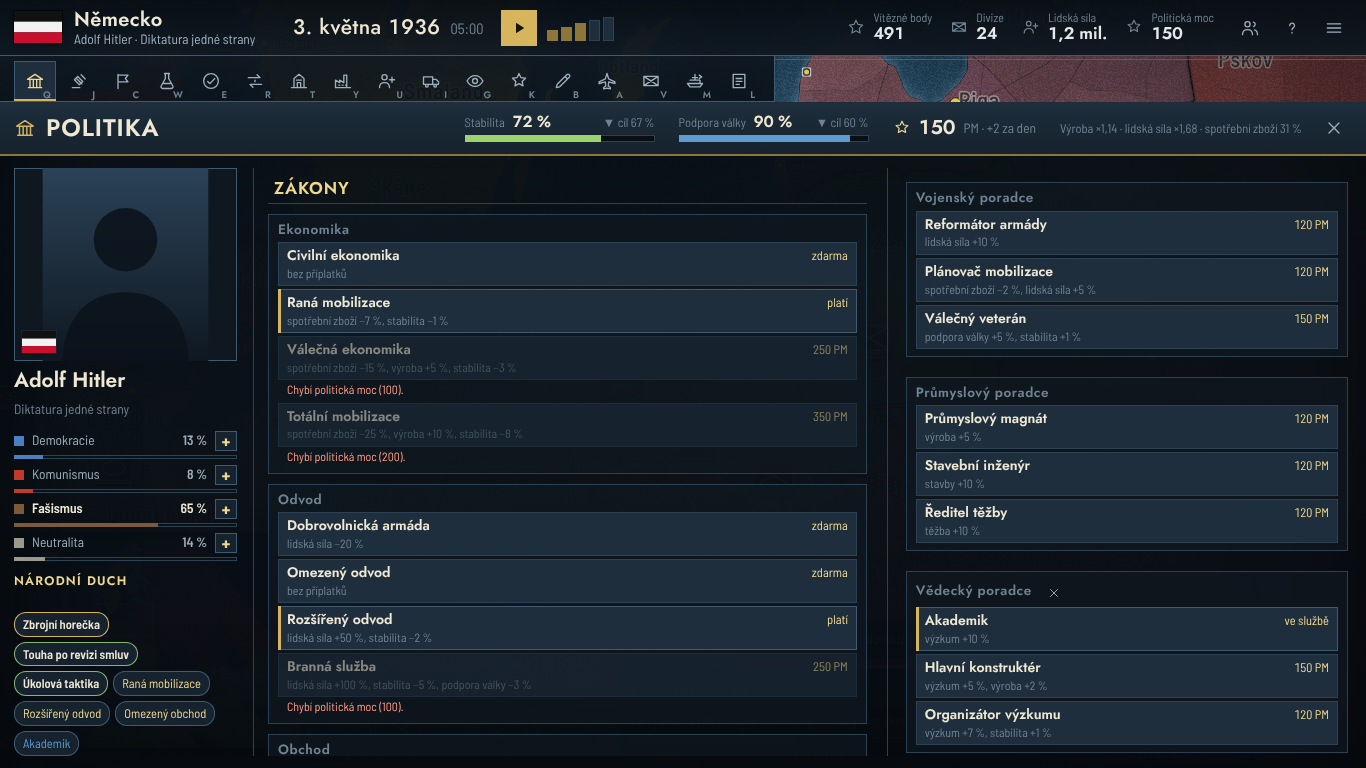 Německo
Adolf Hitler · Diktatura jedné strany
3. května 1936 05:00
Vítězné body
491
Divize
24
Lidská síla
1,2 mil.
Politická moc
150
?
Q J C W E R T Y U I G K B A V M L
Pskov
Riga
POLITIKA
Stabilita 72 % ▼ cíl 67 %
Podpora války 90 % ▼ cíl 60 %
150 PM · +2 za den
Výroba ×1,14 · lidská síla ×1,68 · spotřební zboží 31 %
Adolf Hitler
Diktatura jedné strany
Demokracie 13 % +
Komunismus 8 % +
Fašismus 65 % +
Neutralita 14 % +
NÁRODNÍ DUCH
Zbrojní horečka
Touha po revizi smluv
Úkolová taktika
Raná mobilizace
Rozšířený odvod
Omezený obchod
Akademik
ZÁKONY
Ekonomika
Civilní ekonomika zdarma
bez příplatků
Raná mobilizace platí
spotřební zboží −7 %, stabilita −1 %
Válečná ekonomika 250 PM
spotřební zboží −15 %, výroba +5 %, stabilita −3 %
Chybí politická moc (100).
Totální mobilizace 350 PM
spotřební zboží −25 %, výroba +10 %, stabilita −8 %
Chybí politická moc (200).
Odvod
Dobrovolnická armáda zdarma
lidská síla −20 %
Omezený odvod zdarma
bez příplatků
Rozšířený odvod platí
lidská síla +50 %, stabilita −2 %
Branná služba 250 PM
lidská síla +100 %, stabilita −5 %, podpora války −3 %
Chybí politická moc (100).
Obchod
Vojenský poradce
Reformátor armády 120 PM
lidská síla +10 %
Plánovač mobilizace 120 PM
spotřební zboží −2 %, lidská síla +5 %
Válečný veterán 150 PM
podpora války +5 %, stabilita +1 %
Průmyslový poradce
Průmyslový magnát 120 PM
výroba +5 %
Stavební inženýr 120 PM
stavby +10 %
Ředitel těžby 120 PM
těžba +10 %
Vědecký poradce
Akademik ve službě
výzkum +10 %
Hlavní konstruktér 150 PM
výzkum +5 %, výroba +2 %
Organizátor výzkumu 120 PM
výzkum +7 %, stabilita +1 %